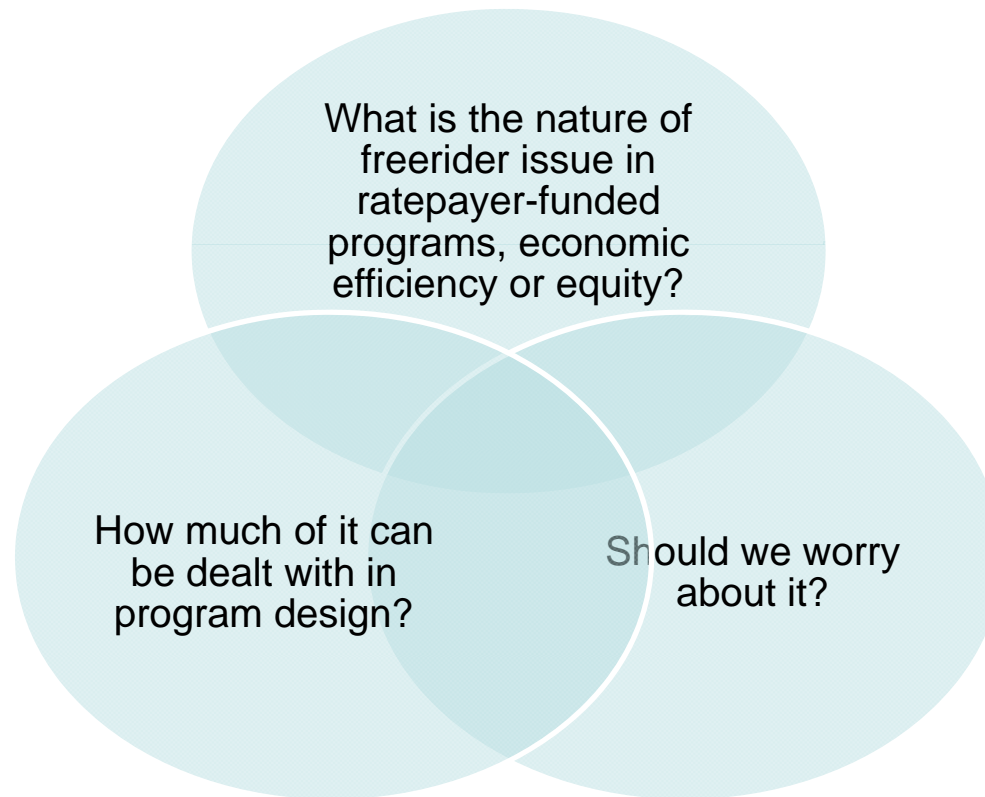 What is the nature of
freerider issue in
ratepayer-funded
programs, economic
efficiency or equity?
How much of it can
be dealt with in
program design?
Should we worry
about it?